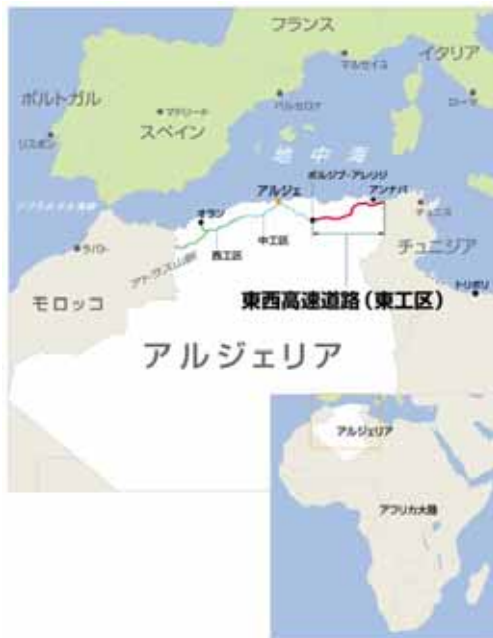 フランス
イタリア
マルセイユ
ポルトガル
マドリード
バルセロナ
ローマ
スペイン
リスボン
地中海
ボルジブ・アレリジ
アルジェ
アンナバ
オラン
チュニス
ラバト
西工区
中工区
アトラス山脈
チュニジア
モロッコ
東西高速道路(東工区)
トリポリ
アルジェリア
アルジェリア
アフリカ大陸